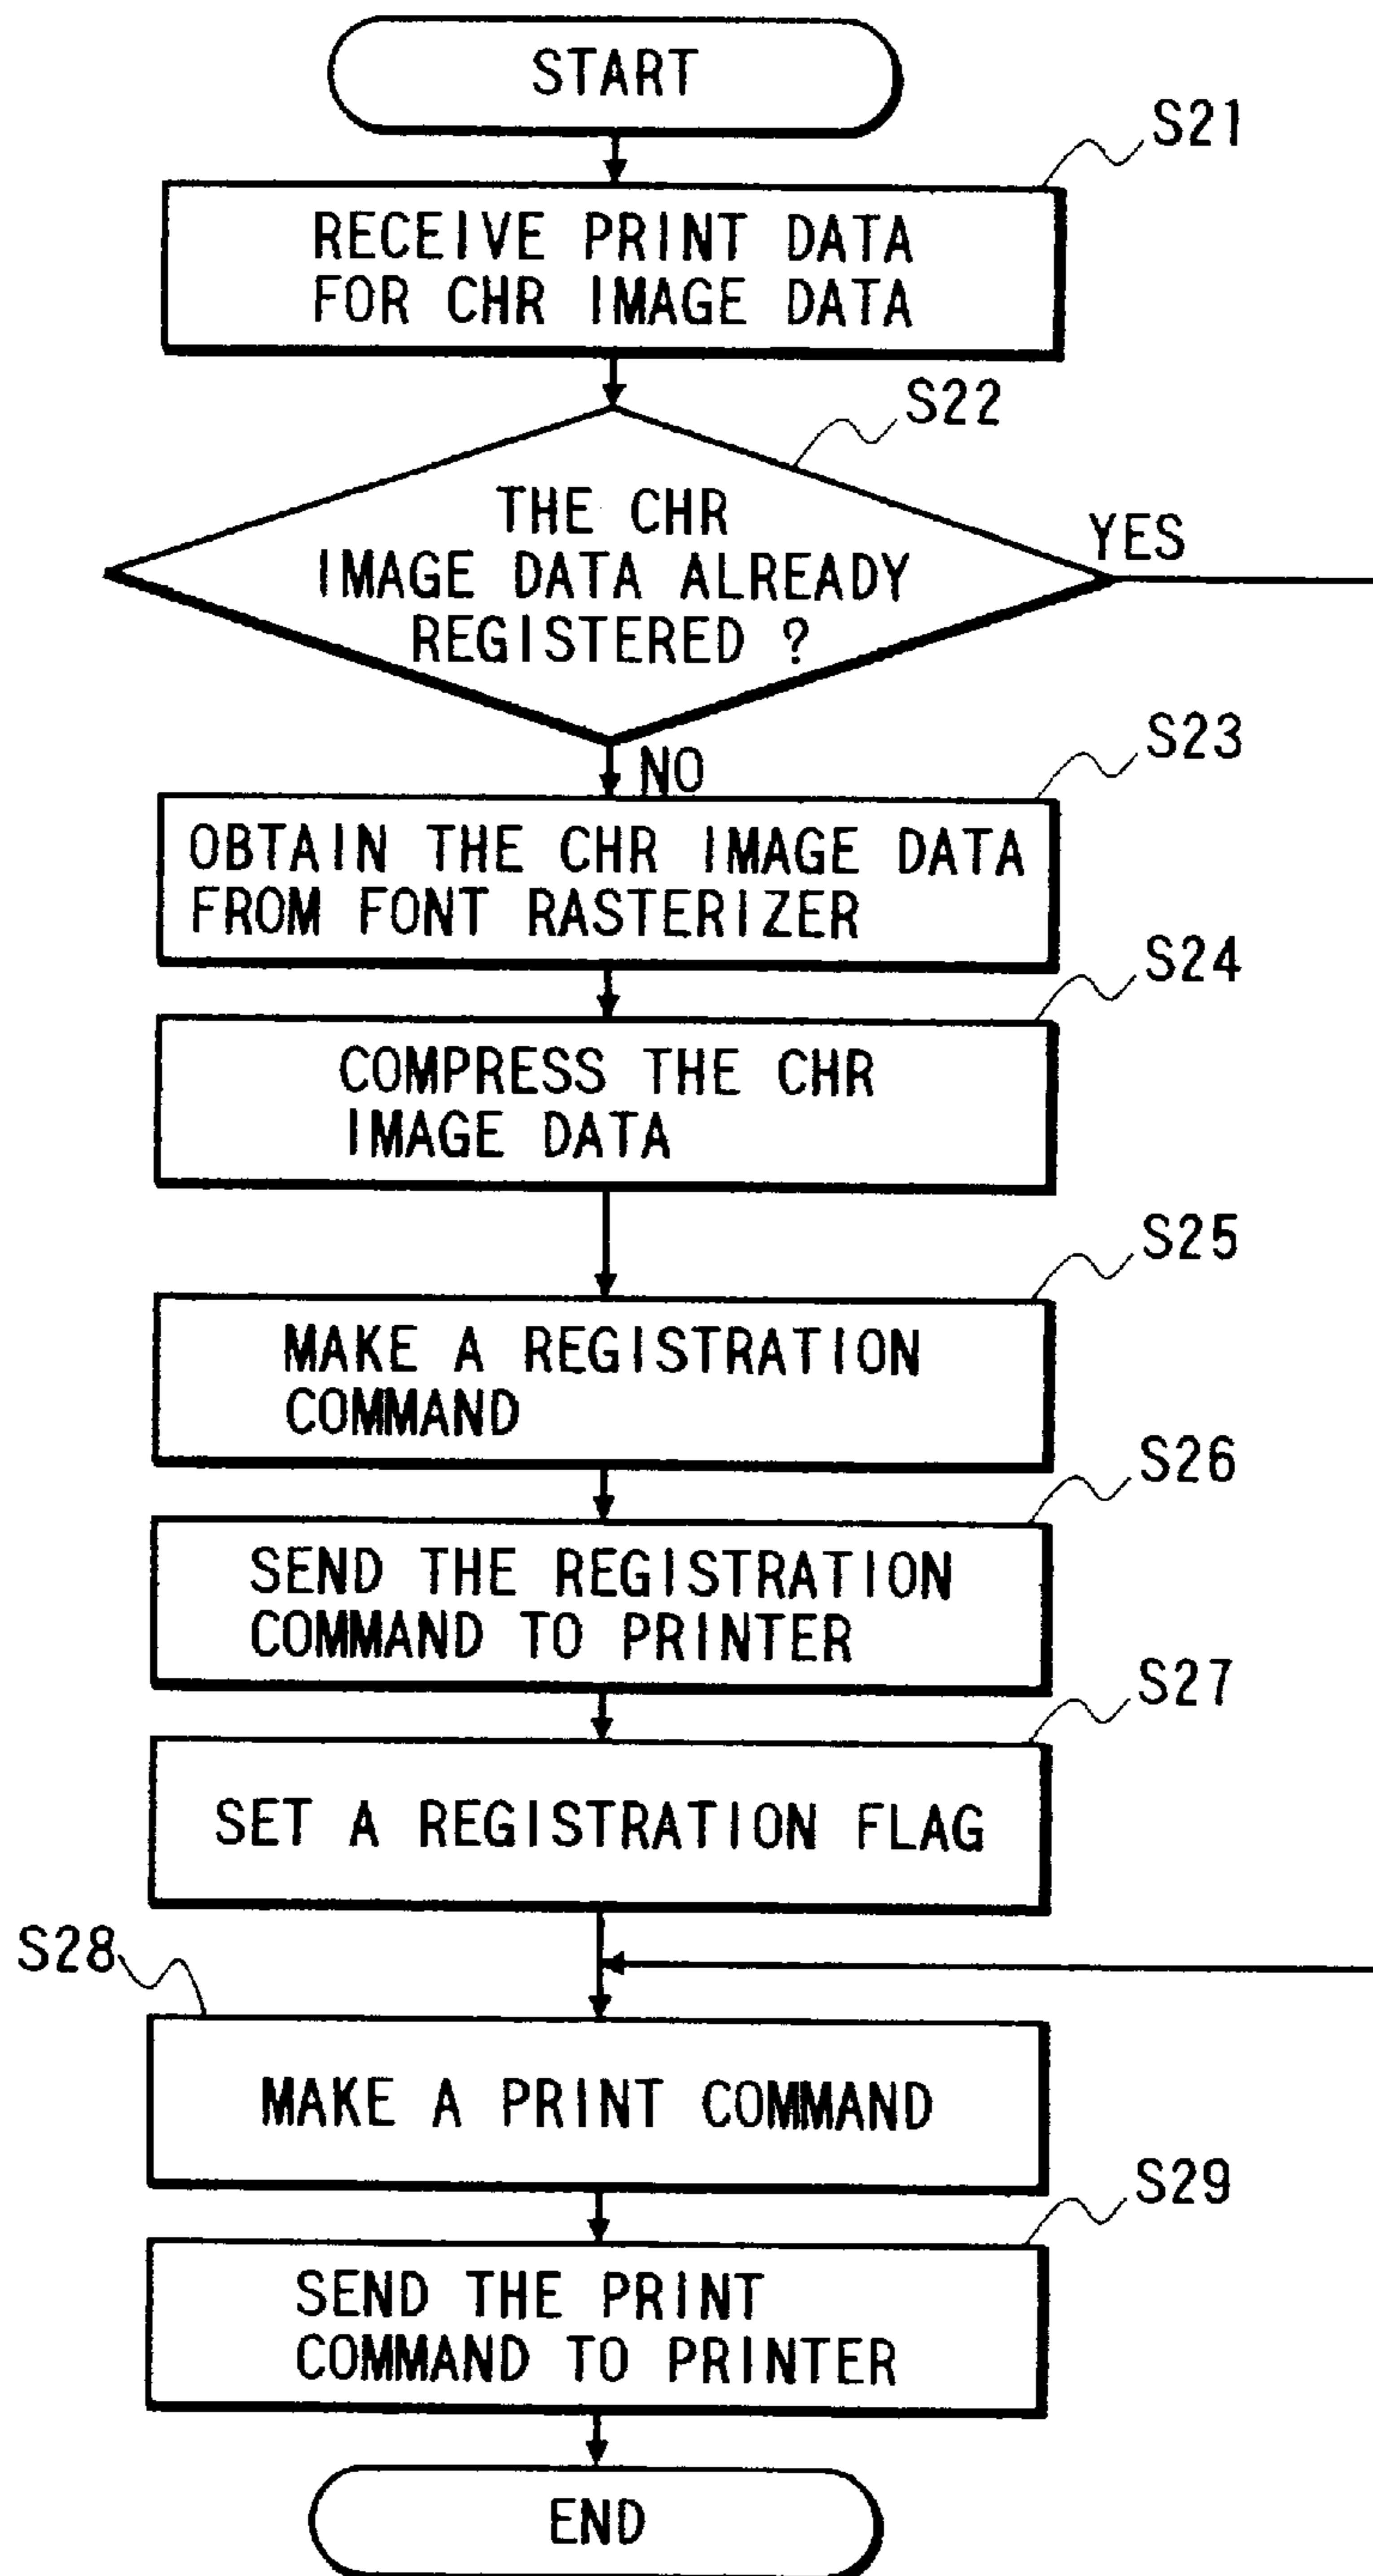 START
S21
RECEIVE PRINT DATA
FOR CHR IMAGE DATA
S22
THE CHR
IMAGE DATA ALREADY
REGISTERED ?
YES
NO
S23
OBTAIN THE CHR IMAGE DATA
FROM FONT RASTERIZER
S24
COMPRESS THE CHR
IMAGE DATA
S25
MAKE A REGISTRATION
COMMAND
S26
SEND THE REGISTRATION
COMMAND TO PRINTER
S27
SET A REGISTRATION FLAG
S28
MAKE A PRINT COMMAND
S29
SEND THE PRINT
COMMAND TO PRINTER
END